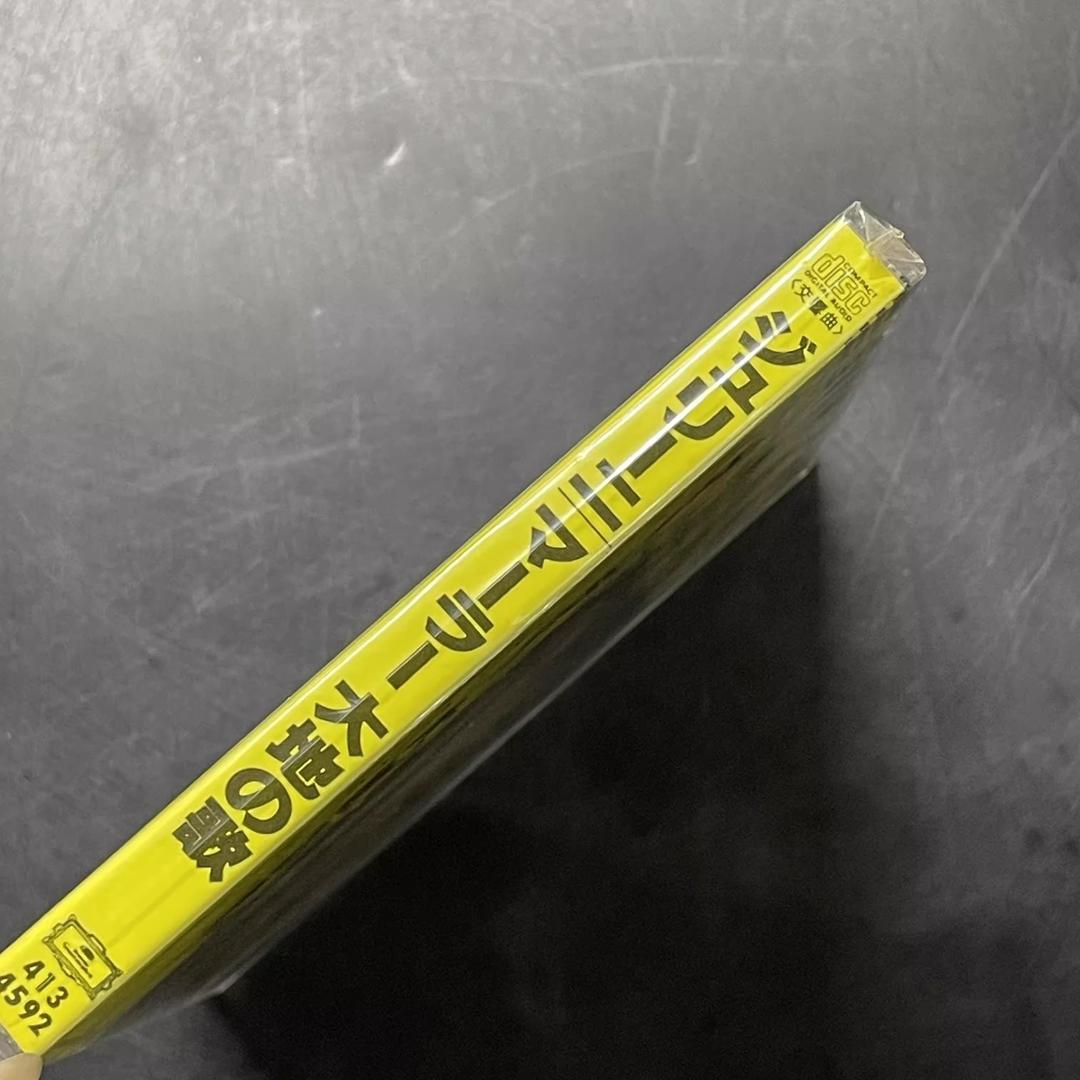 COMPACT
disc
DIGITAL AUDIO
〈交響曲〉
ジュリーニ
マーラー
大地の歌
413
4592